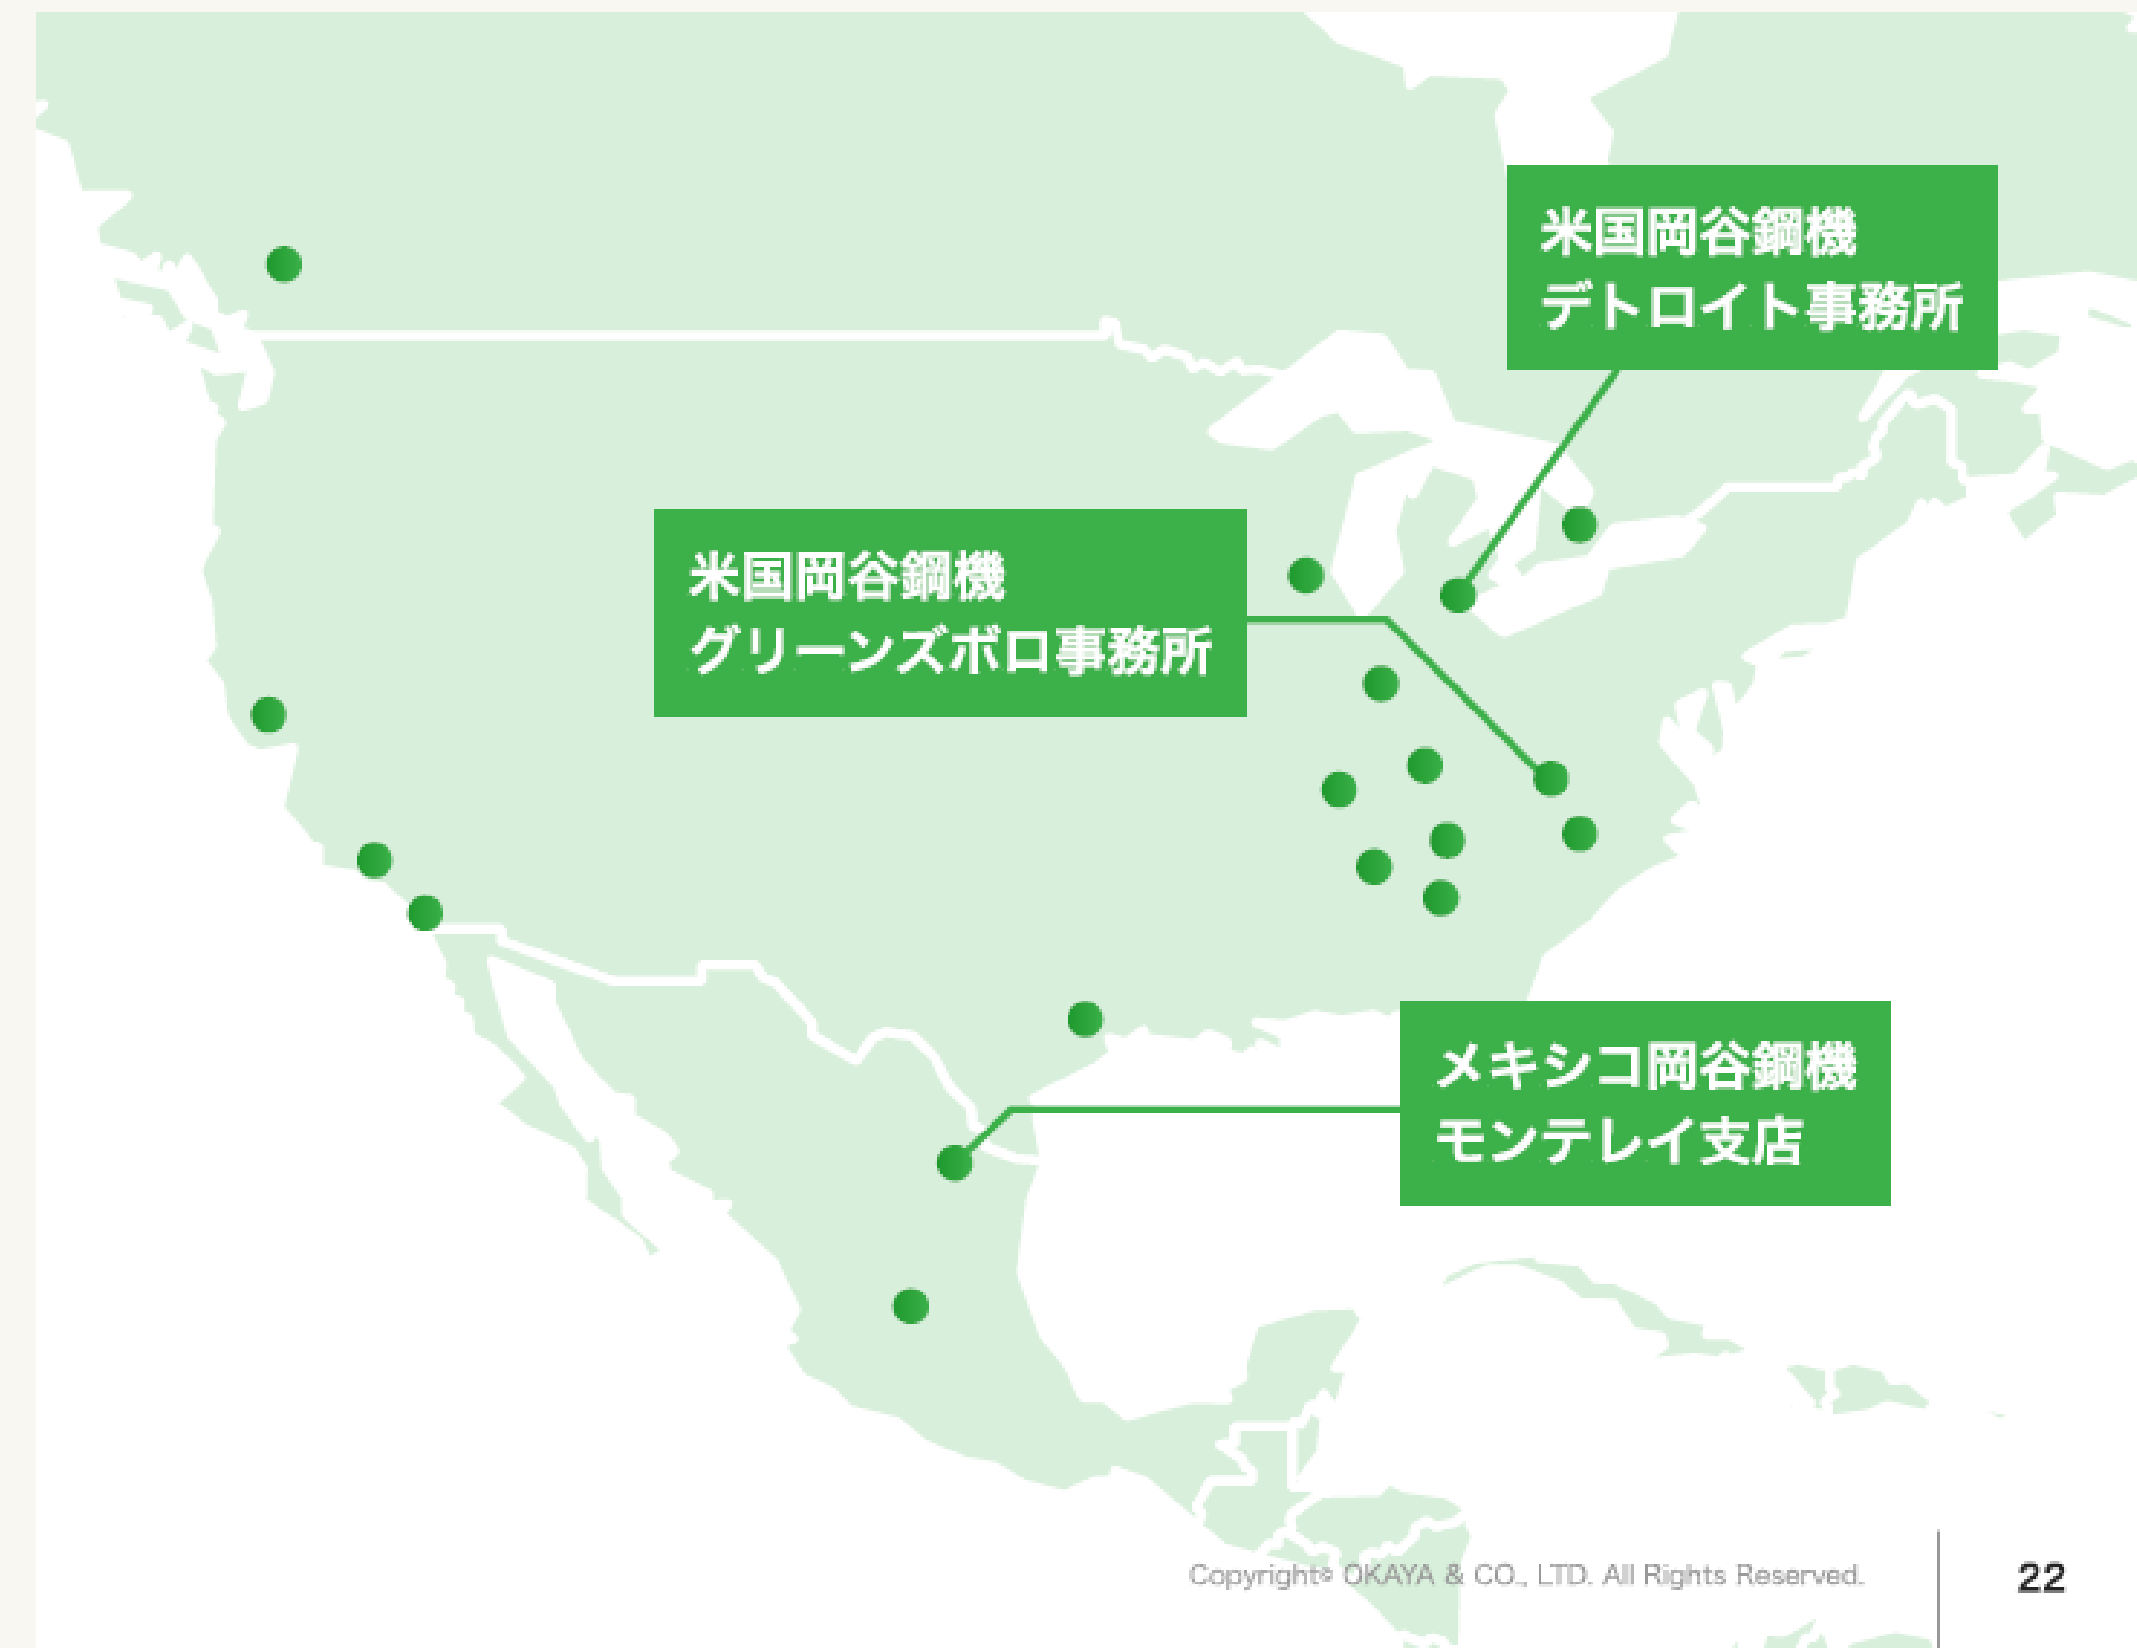 米国岡谷鋼機
デトロイト事務所
米国岡谷鋼機
グリーンズボロ事務所
メキシコ岡谷鋼機
モンテレイ支店
Copyright© OKAYA & CO., LTD. All Rights Reserved.
22